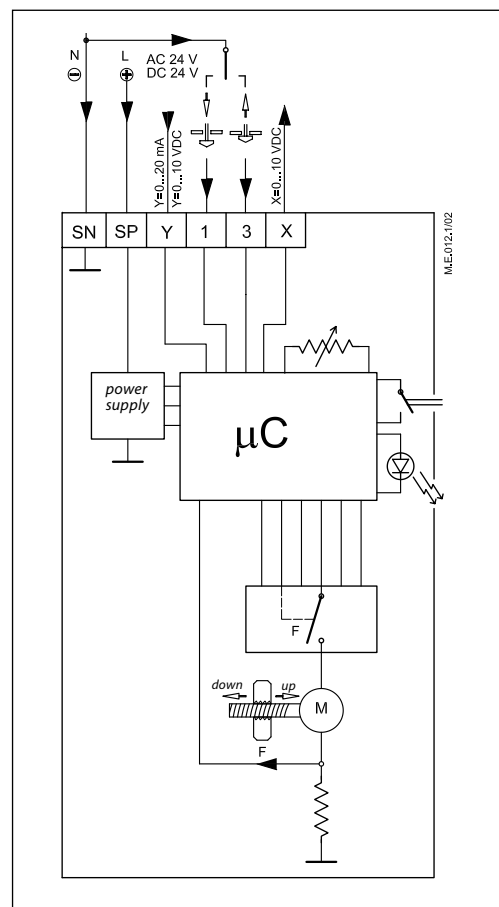 N L AC 24 V
DC 24 V
Y=0...20 mA
Y=0...10 VDC
X=0...10 VDC
SN SP Y 1 3 X
M.E.012.1/02
power
supply
μC
F
down up
M
F